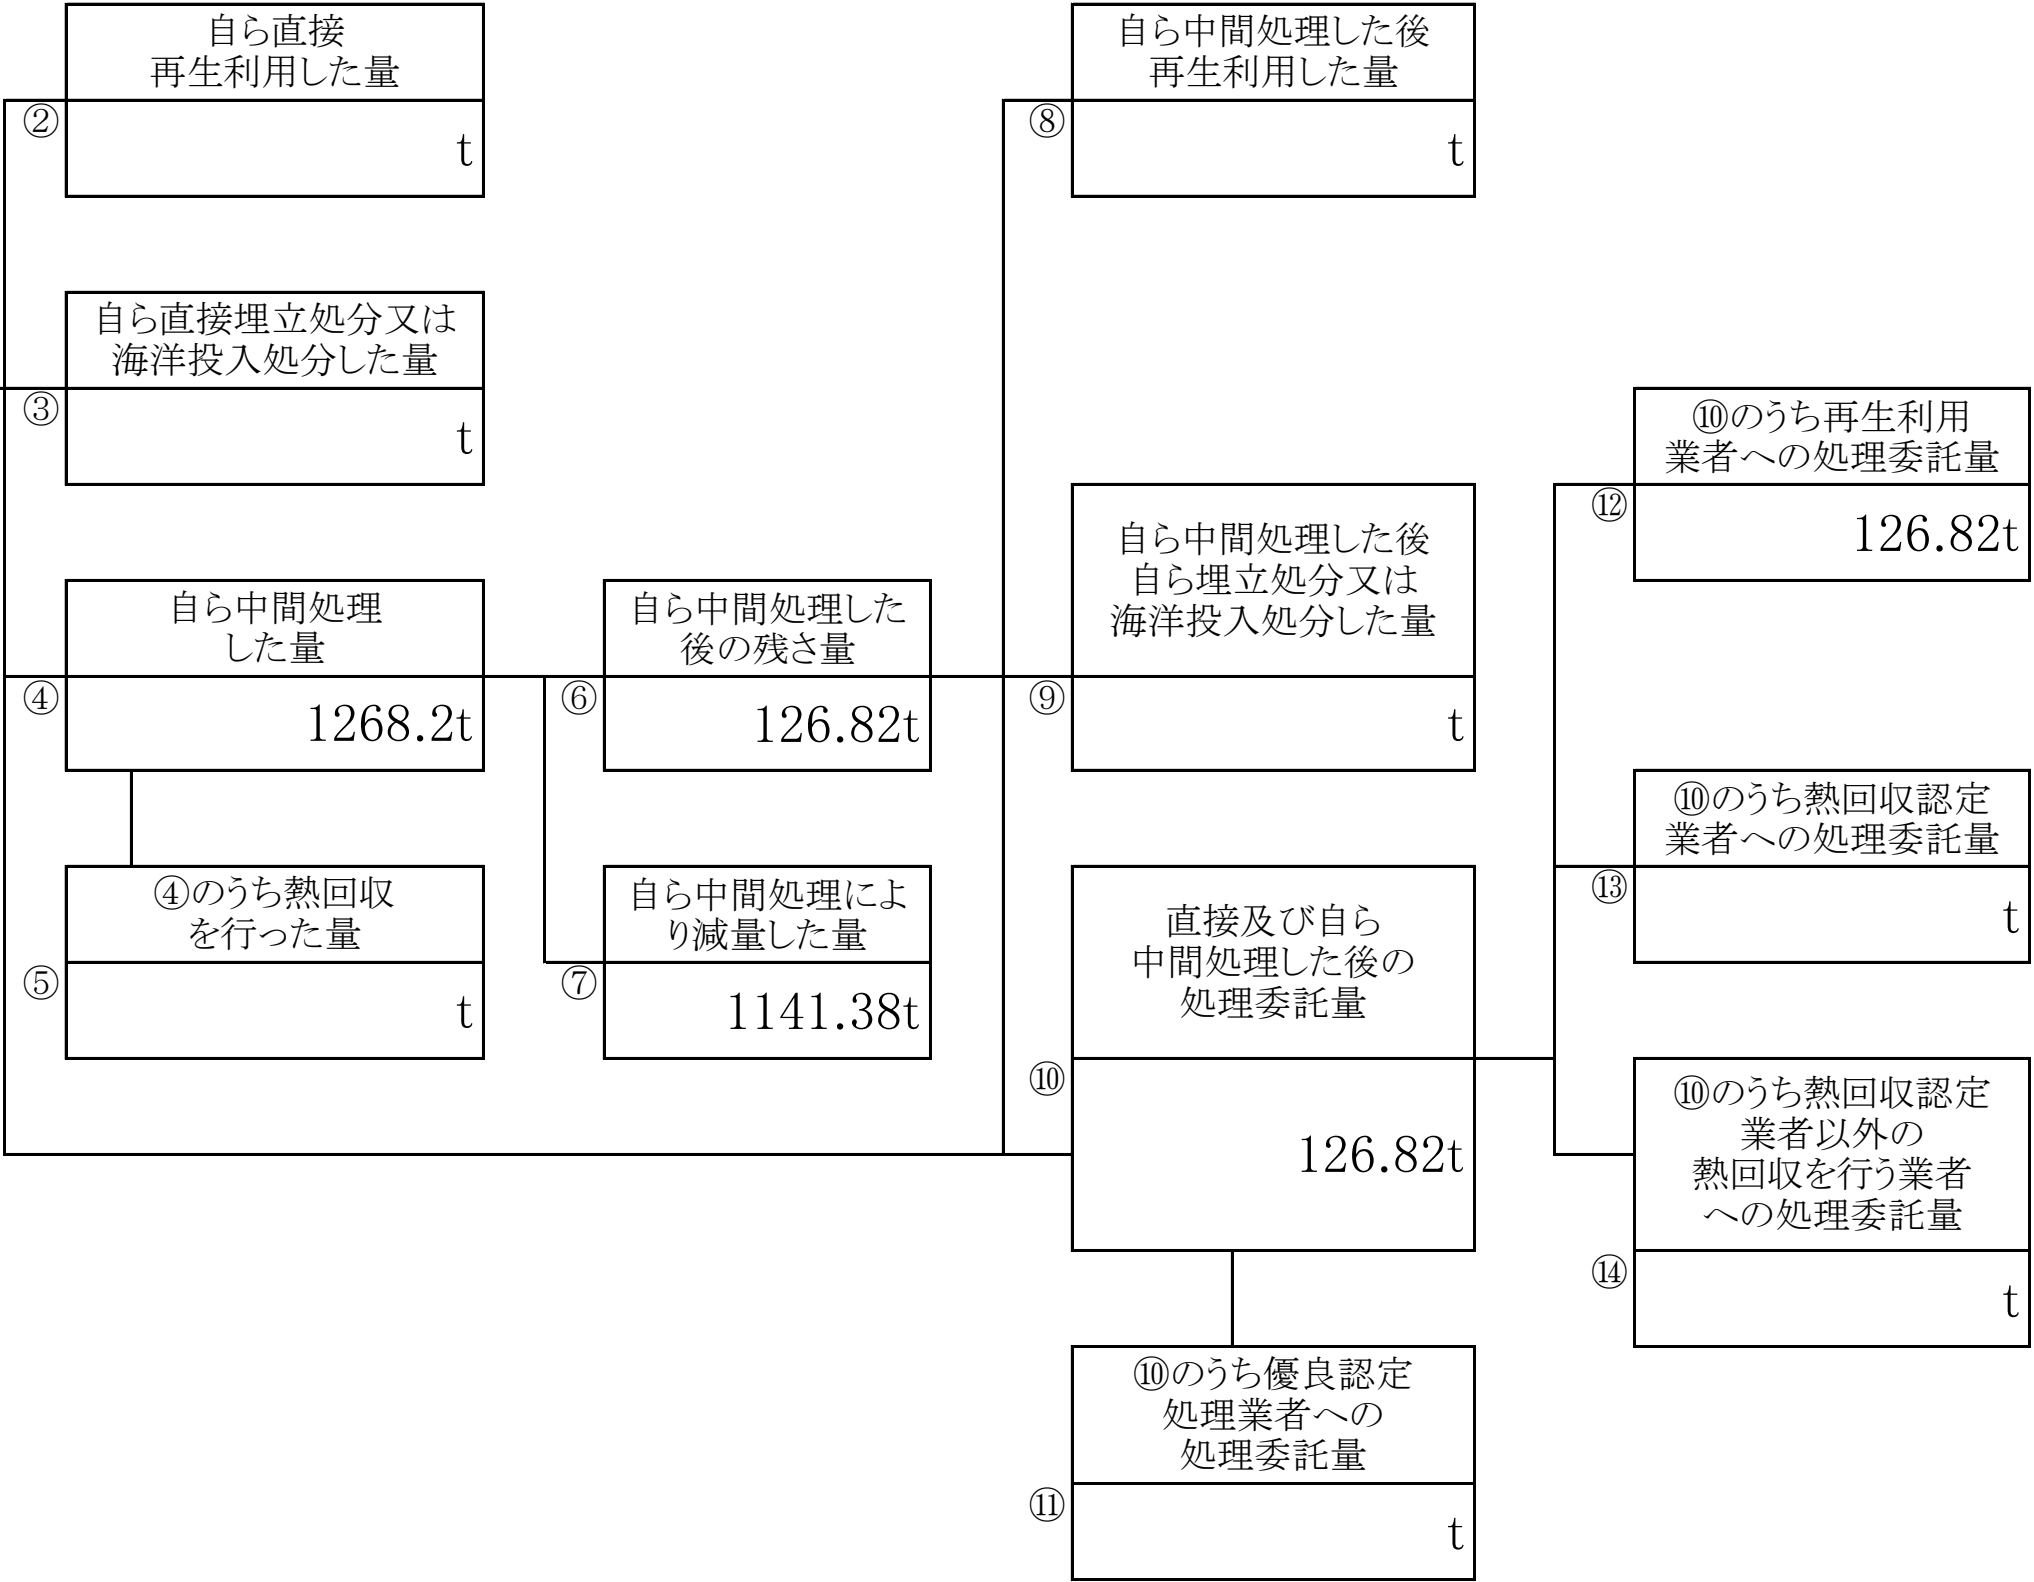 自ら直接
再生利用した量
②
t
自ら直接埋立処分又は
海洋投入処分した量
③
t
自ら中間処理
した量
④
1268.2t
④のうち熱回収
を行った量
⑤
t
自ら中間処理した
後の残さ量
⑥
126.82t
自ら中間処理によ
り減量した量
⑦
1141.38t
自ら中間処理した後
再生利用した量
⑧
t
自ら中間処理した後
自ら埋立処分又は
海洋投入処分した量
⑨
t
直接及び自ら
中間処理した後の
処理委託量
⑩
126.82t
⑩のうち優良認定
処理業者への
処理委託量
⑪
t
⑩のうち再生利用
業者への処理委託量
⑫
126.82t
⑩のうち熱回収認定
業者への処理委託量
⑬
t
⑩のうち熱回収認定
業者以外の
熱回収を行う業者
への処理委託量
⑭
t